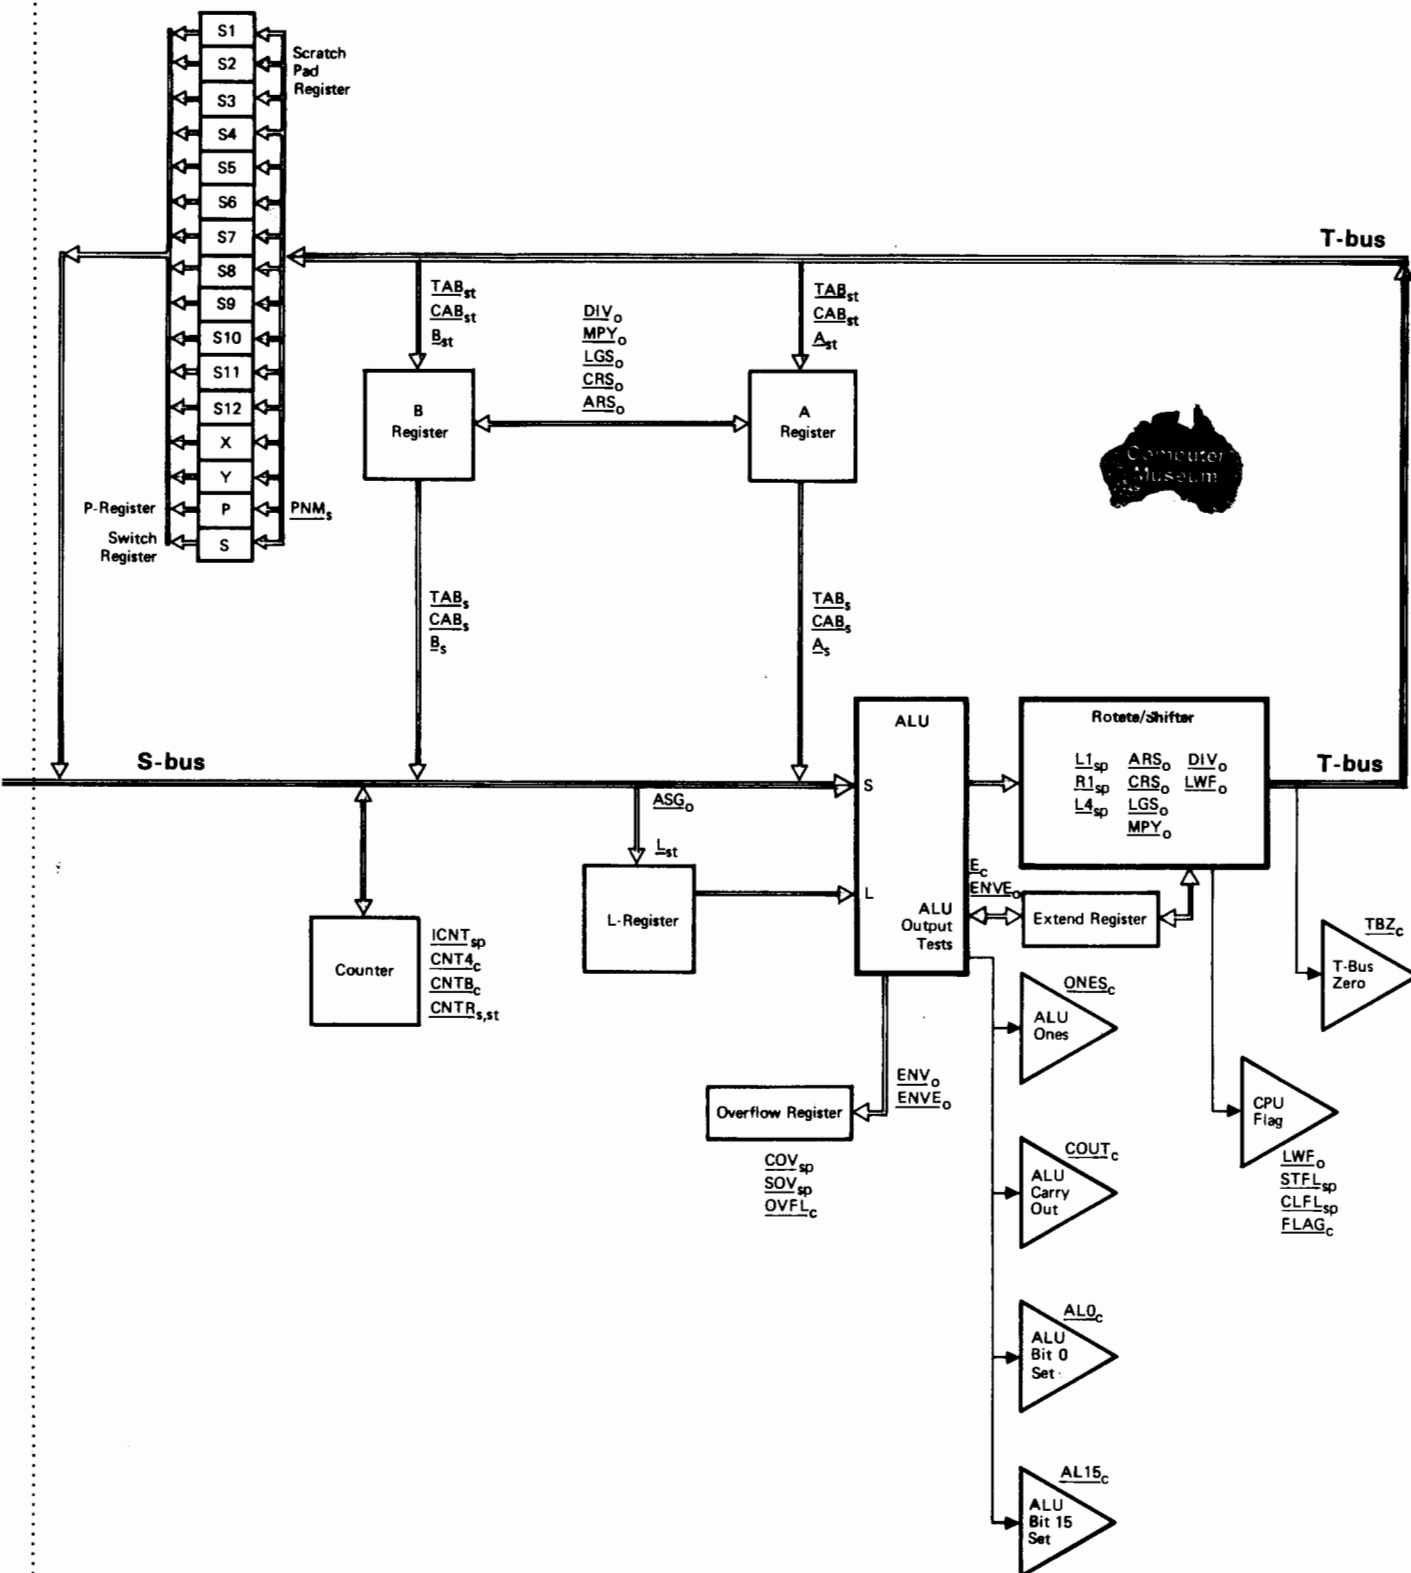 S1
S2
S3
S4
S5
S6
S7
S8
S9
S10
S11
S12
X
Y
P
S
Scratch
Pad
Register
P-Register
Switch
Register
PNMs
T-bus
TABst
CABst
Bst
DIVo
MPYo
LGSo
CRSo
ARSo
TABst
CABst
Ast
B
Register
A
Register
Computer
Museum
TABs
CABs
Bs
TABs
CABs
As
S-bus
ASGo
Lst
L-Register
Counter
ICNTsp
CNT4c
CNTBc
CNTRs,st
ALU
S
L
ALU
Output
Tests
Rotate/Shifter
L1sp ARSo DIVo
R1sp CRSo LWFo
L4sp LGSo
MPYo
T-bus
Ec
ENVEo
Extend Register
TBZc
T-Bus
Zero
ONESc
ALU
Ones
ENVo
ENVEo
Overflow Register
COVsp
SOVsp
OVFLc
CPU
Flag
LWFo
STFLsp
CLFLsp
FLAGc
COUTc
ALU
Carry
Out
AL0c
ALU
Bit 0
Set
AL15c
ALU
Bit 15
Set